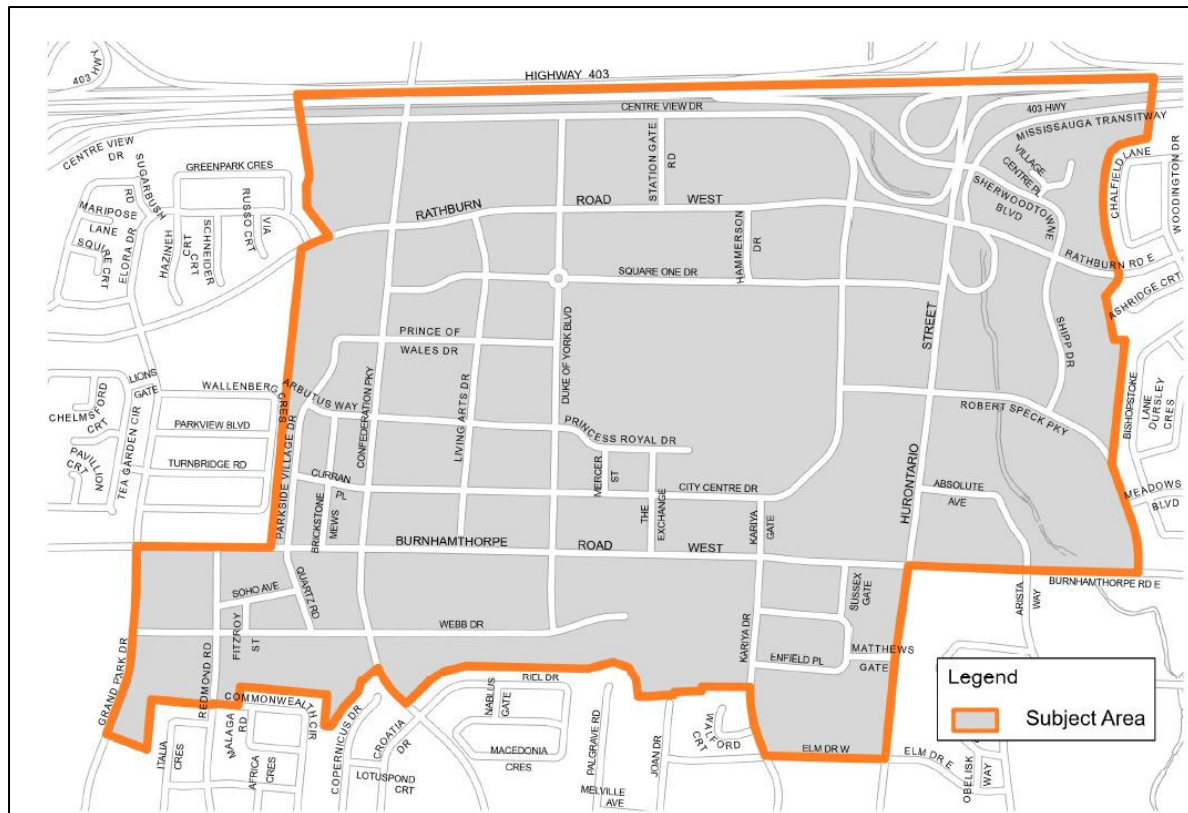 HWY
403
HIGHWAY 403
CENTRE VIEW DR
403 HWY
MISSISSAUGA TRANSITWAY
CENTRE VIEW
DR
SUGARBUSH
RD
GREENPARK CRES
STATION GATE
RD
VILLAGE
CENTRE PL
CHALFIELD LANE
WOODINGTON DR
MARIPOSE
LANE
SQUIRE CRT
ELORA DR
HAZINEH
CRT
SCHNEIDER
CRT
RUSSO CRT
VIA
RATHBURN
ROAD
WEST
SHERWOODTOWNE
BLVD
HAMMERSON
DR
RATHBURN RD E
SQUARE ONE DR
ASHRIDGE CRT
PRINCE OF
WALES DR
DUKE OF YORK BLVD
STREET
SHIPP DR
LIONS
GATE
WALLENBERG
CRES
ARBUTUS WAY
CONFEDERATION PKY
LIVING ARTS DR
CHELMSFORD
CRT
PARKVIEW BLVD
PAVILLION
CRT
TEA GARDEN CIR
TURNBRIDGE RD
PARKSIDE VILLAGE DR
PRINCESS ROYAL DR
ROBERT SPECK PKY
BISHOPSTOKE
LANE
DURSLEY
CRES
CURRAN
PL
MERCER
ST
CITY CENTRE DR
HURONTARIO
ABSOLUTE
AVE
MEADOWS
BLVD
BRICKSTONE
MEWS
THE
EXCHANGE
KARIYA
GATE
BURNHAMTHORPE
ROAD
WEST
BURNHAMTHORPE RD E
SOHO AVE
QUARTZ RD
SUSSEX
GATE
ARISTA
WAY
GRAND PARK DR
REDMOND RD
FITZROY
ST
WEBB DR
KARIYA DR
ENFIELD PL
MATTHEWS
GATE
Legend
Subject Area
COMMONWEALTH CIR
ITALIA
CRES
MALAGA
RD
AFRICA
CRES
COPERNICUS DR
CROATIA
DR
LOTUSPOND
CRT
RIEL DR
NABLUS
GATE
MACEDONIA
CRES
PALGRAVE RD
MELVILLE
AVE
JOAN DR
WALFORD
CRT
ELM DR W
ELM DR E
OBELISK
WAY